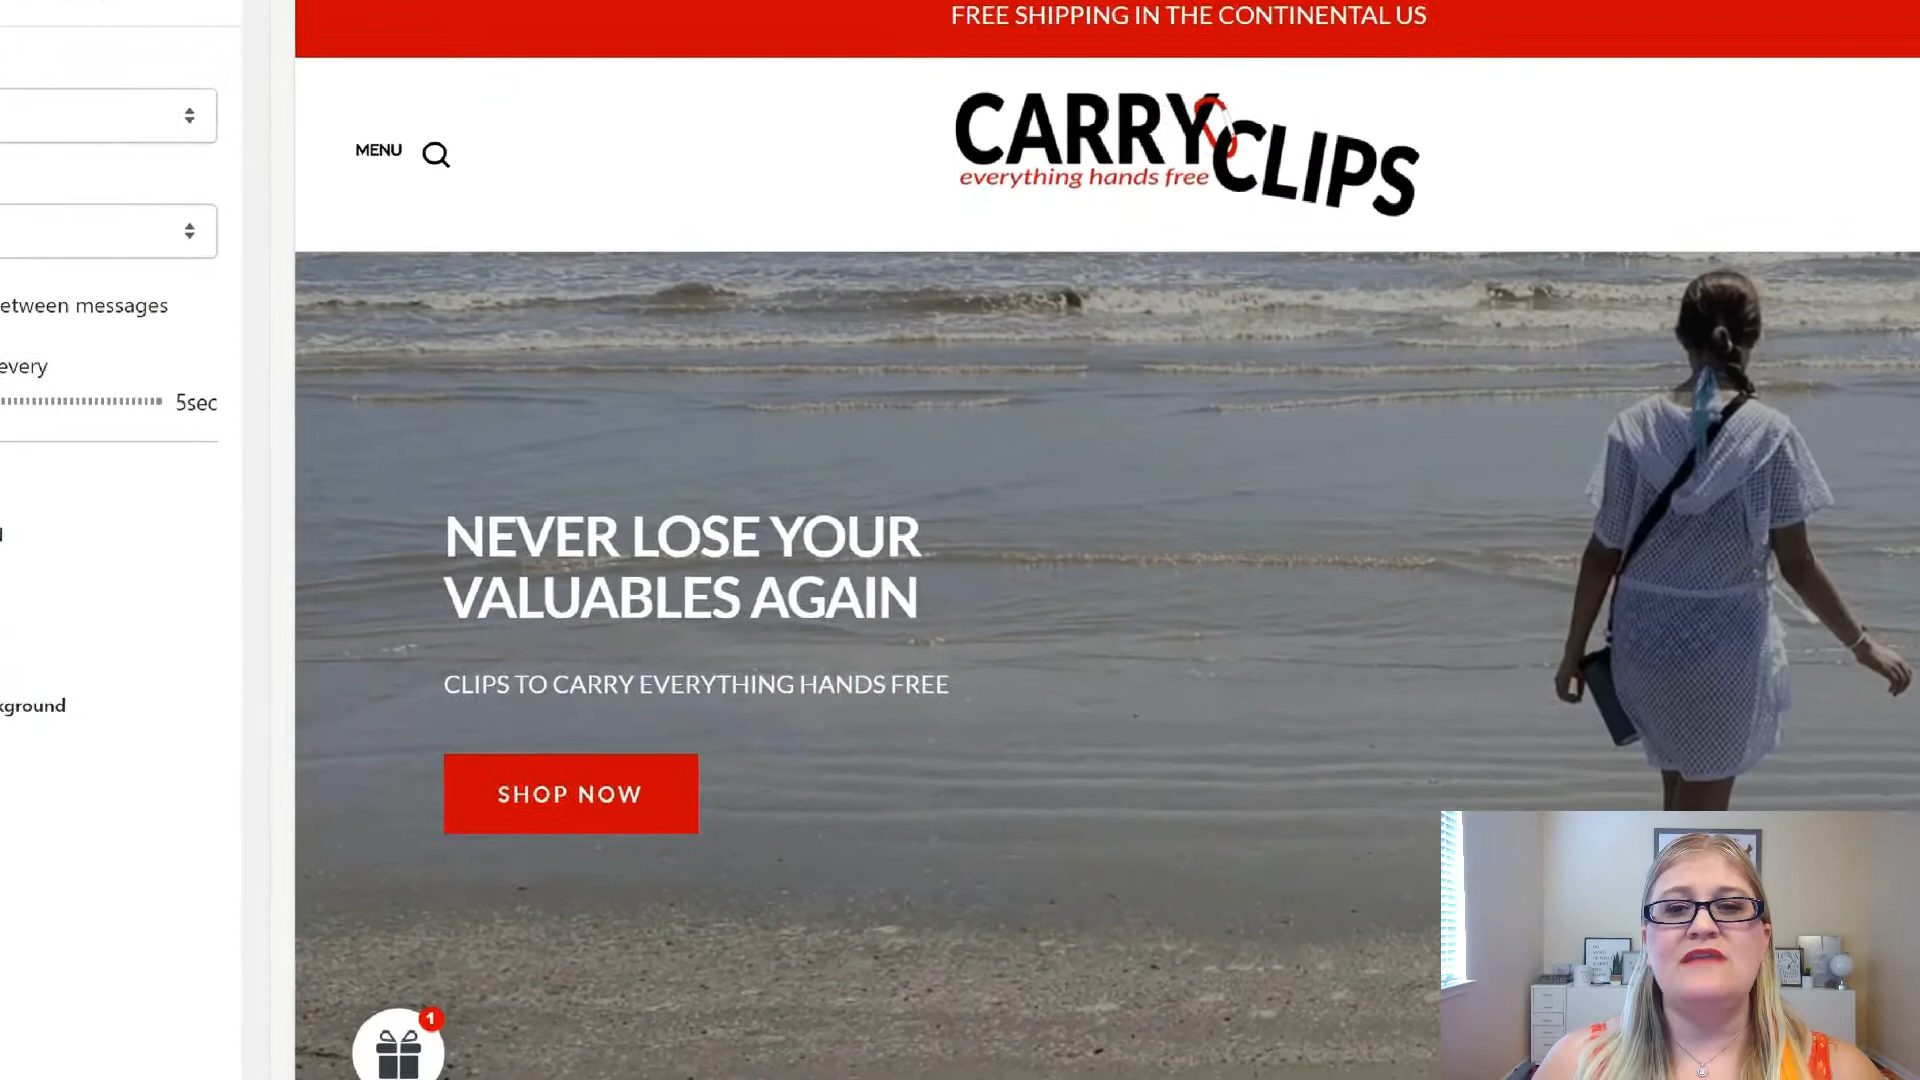 FREE SHIPPING IN THE CONTINENTAL US
MENU
CARRY CLIPS
everything hands free
etween messages
every
5sec
kground
NEVER LOSE YOUR
VALUABLES AGAIN
CLIPS TO CARRY EVERYTHING HANDS FREE
SHOP NOW
1